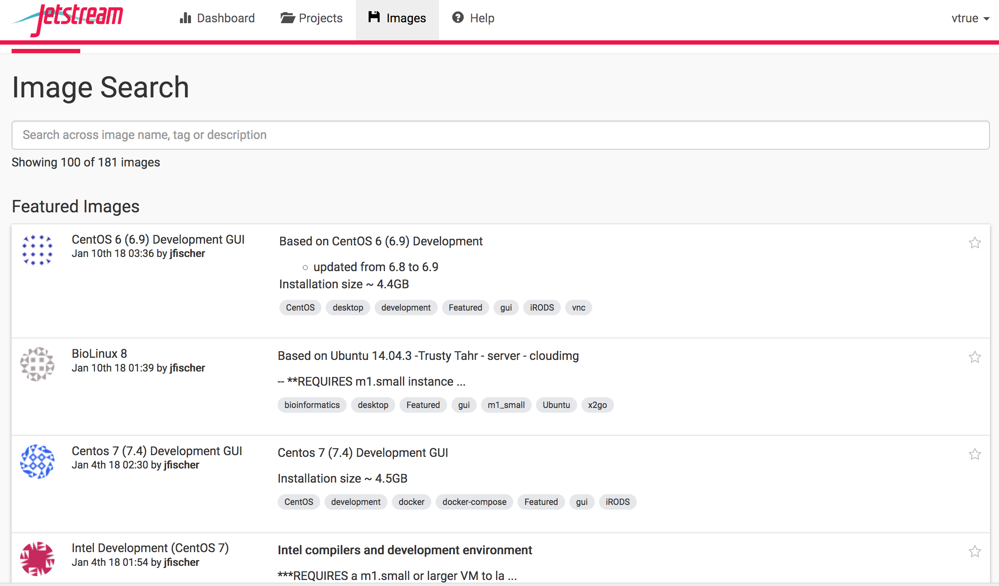 Jetstream
Dashboard
Projects
Images
Help
vtrue
Image Search
Search across image name, tag or description
Showing 100 of 181 images
Featured Images
CentOS 6 (6.9) Development GUI
Jan 10th 18 03:36 by jfischer
Based on CentOS 6 (6.9) Development
updated from 6.8 to 6.9
Installation size ~ 4.4GB
CentOS desktop development Featured gui iRODS vnc
BioLinux 8
Jan 10th 18 01:39 by jfischer
Based on Ubuntu 14.04.3 -Trusty Tahr - server - cloudimg
-- **REQUIRES m1.small instance ...
bioinformatics desktop Featured gui m1_small Ubuntu x2go
Centos 7 (7.4) Development GUI
Jan 4th 18 02:30 by jfischer
Centos 7 (7.4) Development GUI
Installation size ~ 4.5GB
CentOS development docker docker-compose Featured gui iRODS
Intel Development (CentOS 7)
Jan 4th 18 01:54 by jfischer
Intel compilers and development environment
***REQUIRES a m1.small or larger VM to la ...